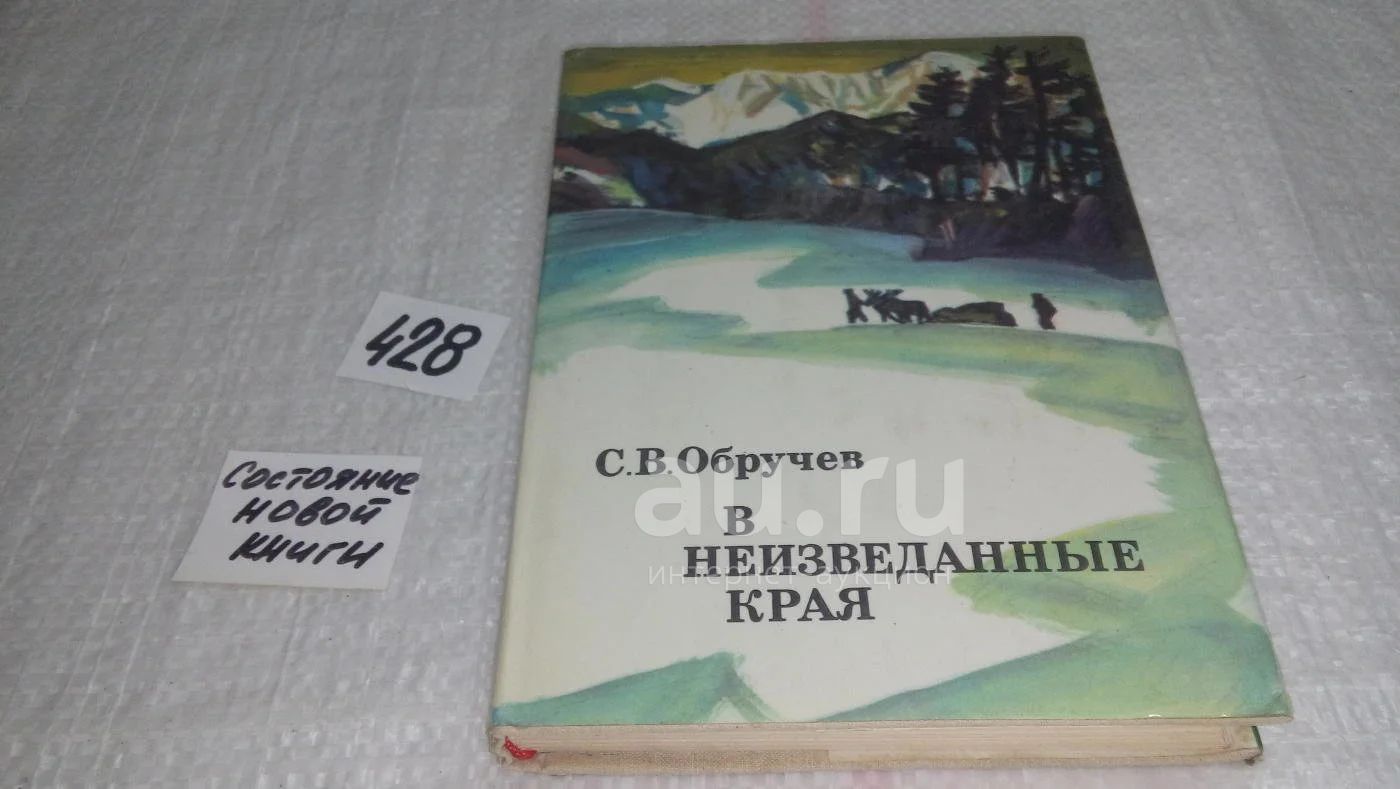 428
Состояние
новой
книги
С.В.Обручев
В
НЕИЗВЕДАННЫЕ
КРАЯ
au.ru
интернет аукцион